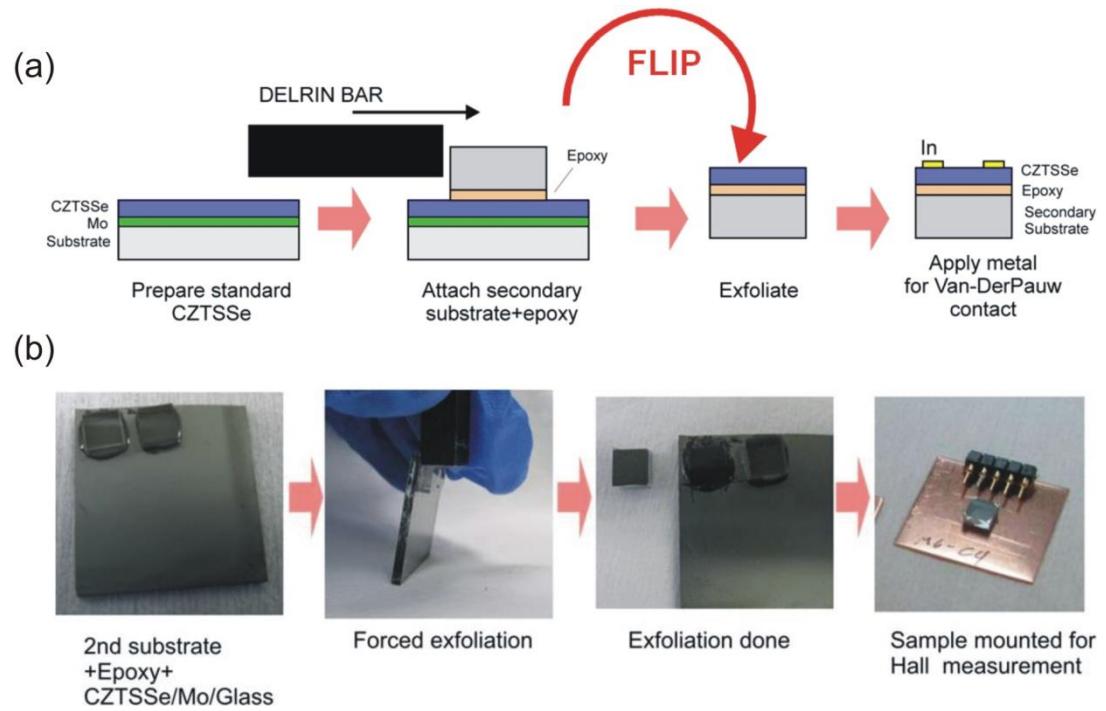 (a)
FLIP
DELRIN BAR
Epoxy
In
CZTSSe
Mo
Substrate
CZTSSe
Epoxy
Secondary
Substrate
Prepare standard
CZTSSe
Attach secondary
substrate+epoxy
Exfoliate
Apply metal
for Van-DerPauw
contact
(b)
M6-C4
2nd substrate
+Epoxy+
CZTSSe/Mo/Glass
Forced exfoliation
Exfoliation done
Sample mounted for
Hall measurement